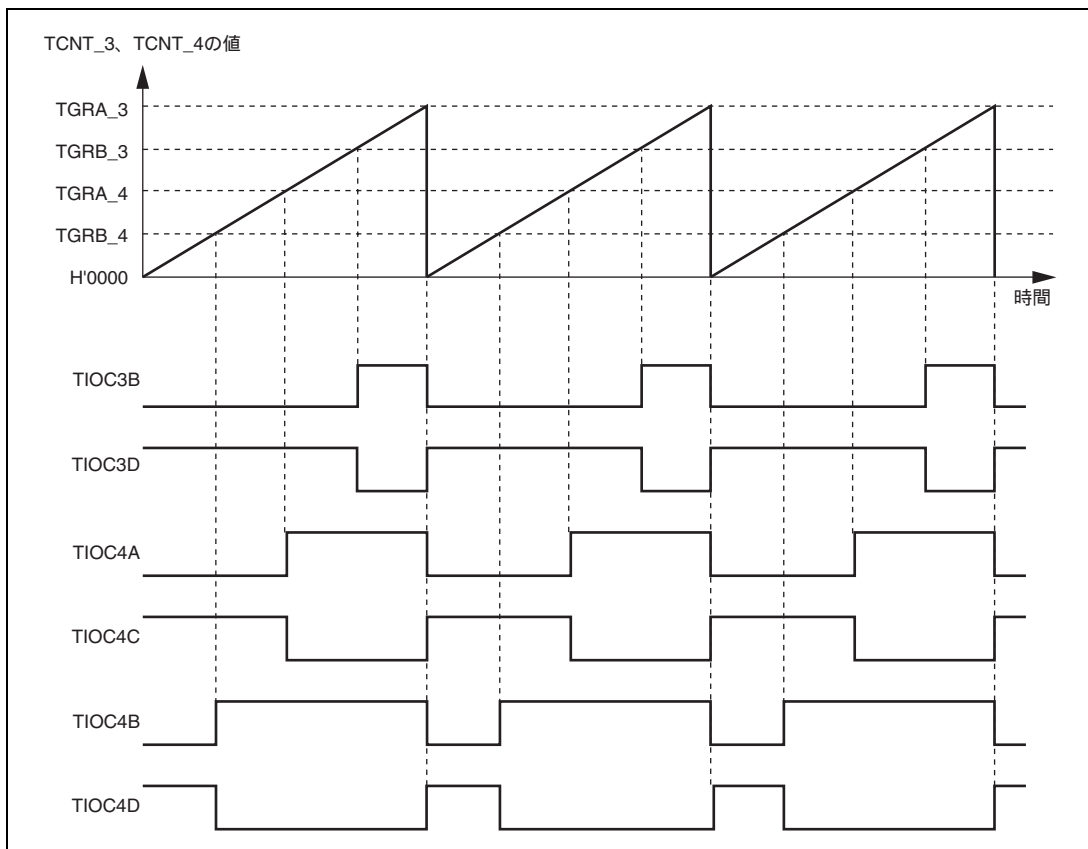 TCNT_3、TCNT_4の値
TGRA_3
TGRB_3
TGRA_4
TGRB_4
H'0000
時間
TIOC3B
TIOC3D
TIOC4A
TIOC4C
TIOC4B
TIOC4D